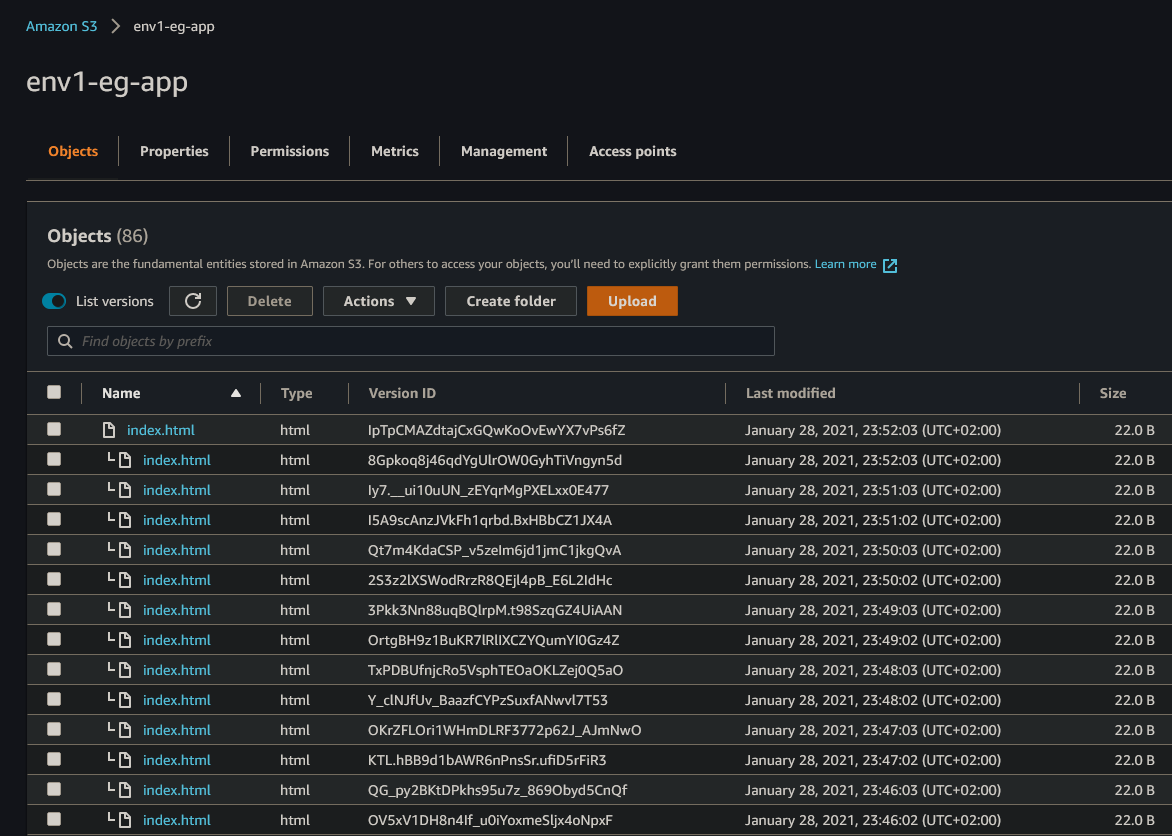 Amazon S3 > env1-eg-app
env1-eg-app
Objects Properties Permissions Metrics Management Access points
Objects (86)
Objects are the fundamental entities stored in Amazon S3. For others to access your objects, you'll need to explicitly grant them permissions. Learn more
List versions Delete Actions Create folder Upload
Find objects by prefix
Name Type Version ID Last modified Size
index.html html IpTpCMAZdtajCxGQwKoOvEwYX7vPs6fZ January 28, 2021, 23:52:03 (UTC+02:00) 22.0 B
index.html html 8Gpkoq8j46qdYgUlrOW0GyhTiVngyn5d January 28, 2021, 23:52:03 (UTC+02:00) 22.0 B
index.html html Iy7.__ui10uUN_zEYqrMgPXELxx0E477 January 28, 2021, 23:51:03 (UTC+02:00) 22.0 B
index.html html I5A9scAnzJVkFh1qrbd.BxHBbCZ1JX4A January 28, 2021, 23:51:02 (UTC+02:00) 22.0 B
index.html html Qt7m4KdaCSP_v5zeIm6jd1jmC1jkgQvA January 28, 2021, 23:50:03 (UTC+02:00) 22.0 B
index.html html 2S3z2lXSWodRrzR8QEjl4pB_E6L2IdHc January 28, 2021, 23:50:02 (UTC+02:00) 22.0 B
index.html html 3Pkk3Nn88uqBQlrpM.t98SzqGZ4UiAAN January 28, 2021, 23:49:03 (UTC+02:00) 22.0 B
index.html html OrtgBH9z1BuKR7lRlIXCZYQumYI0Gz4Z January 28, 2021, 23:49:02 (UTC+02:00) 22.0 B
index.html html TxPDBUfnjcRo5VsphTEOaOKLZej0Q5aO January 28, 2021, 23:48:03 (UTC+02:00) 22.0 B
index.html html Y_clNJfUv_BaazfCYPzSuxfANwvl7T53 January 28, 2021, 23:48:02 (UTC+02:00) 22.0 B
index.html html OKrZFLOri1WHmDLRF3772p62J_AJmNwO January 28, 2021, 23:47:03 (UTC+02:00) 22.0 B
index.html html KTL.hBB9d1bAWR6nPnsSr.ufiD5rFiR3 January 28, 2021, 23:47:02 (UTC+02:00) 22.0 B
index.html html QG_py2BKtDPkhs95u7z_869Obyd5CnQf January 28, 2021, 23:46:03 (UTC+02:00) 22.0 B
index.html html OV5xV1DH8n4If_u0iYoxmeSljx4oNpxF January 28, 2021, 23:46:02 (UTC+02:00) 22.0 B